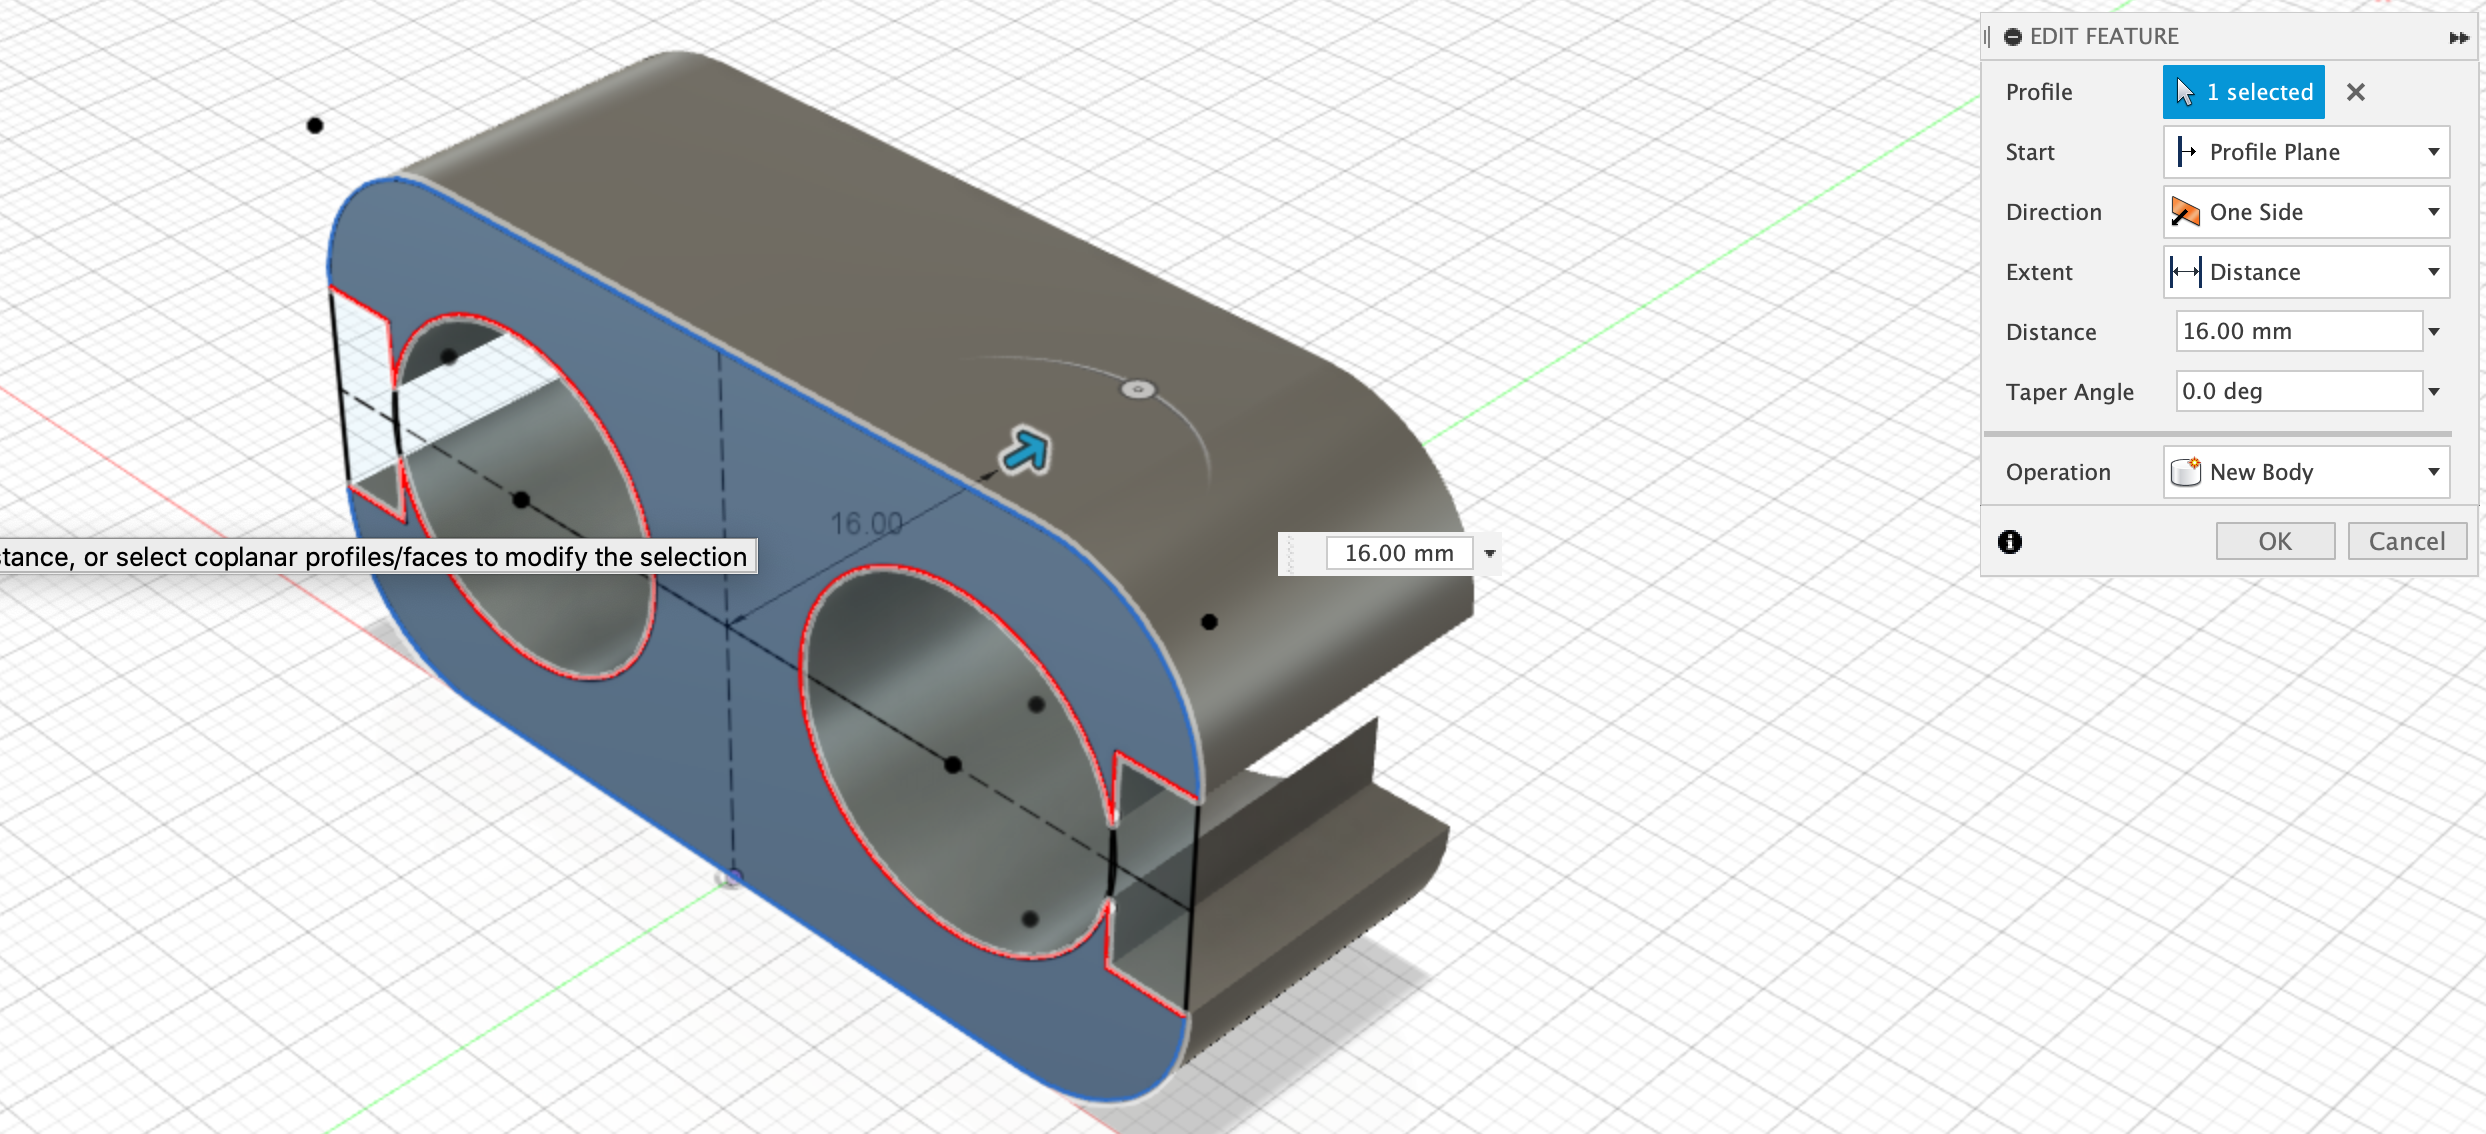 EDIT FEATURE
Profile 1 selected
Start Profile Plane
Direction One Side
Extent Distance
Distance 16.00 mm
Taper Angle 0.0 deg
Operation New Body
OK Cancel
16.00
16.00 mm
tance, or select coplanar profiles/faces to modify the selection